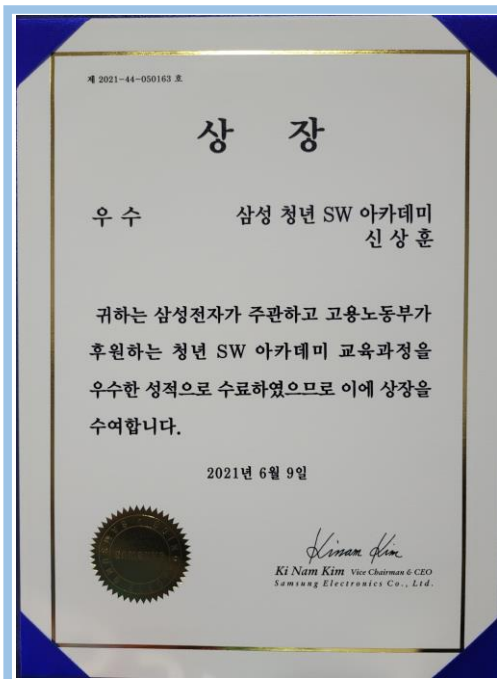 제 2021-44-050163 호
상 장
우 수 삼성 청년 SW 아카데미
신 상 훈
귀하는 삼성전자가 주관하고 고용노동부가
후원하는 청년 SW 아카데미 교육과정을
우수한 성적으로 수료하였으므로 이에 상장을
수여합니다.
2021년 6월 9일
Kinam Kim
Ki Nam Kim Vice Chairman & CEO
Samsung Electronics Co., Ltd.